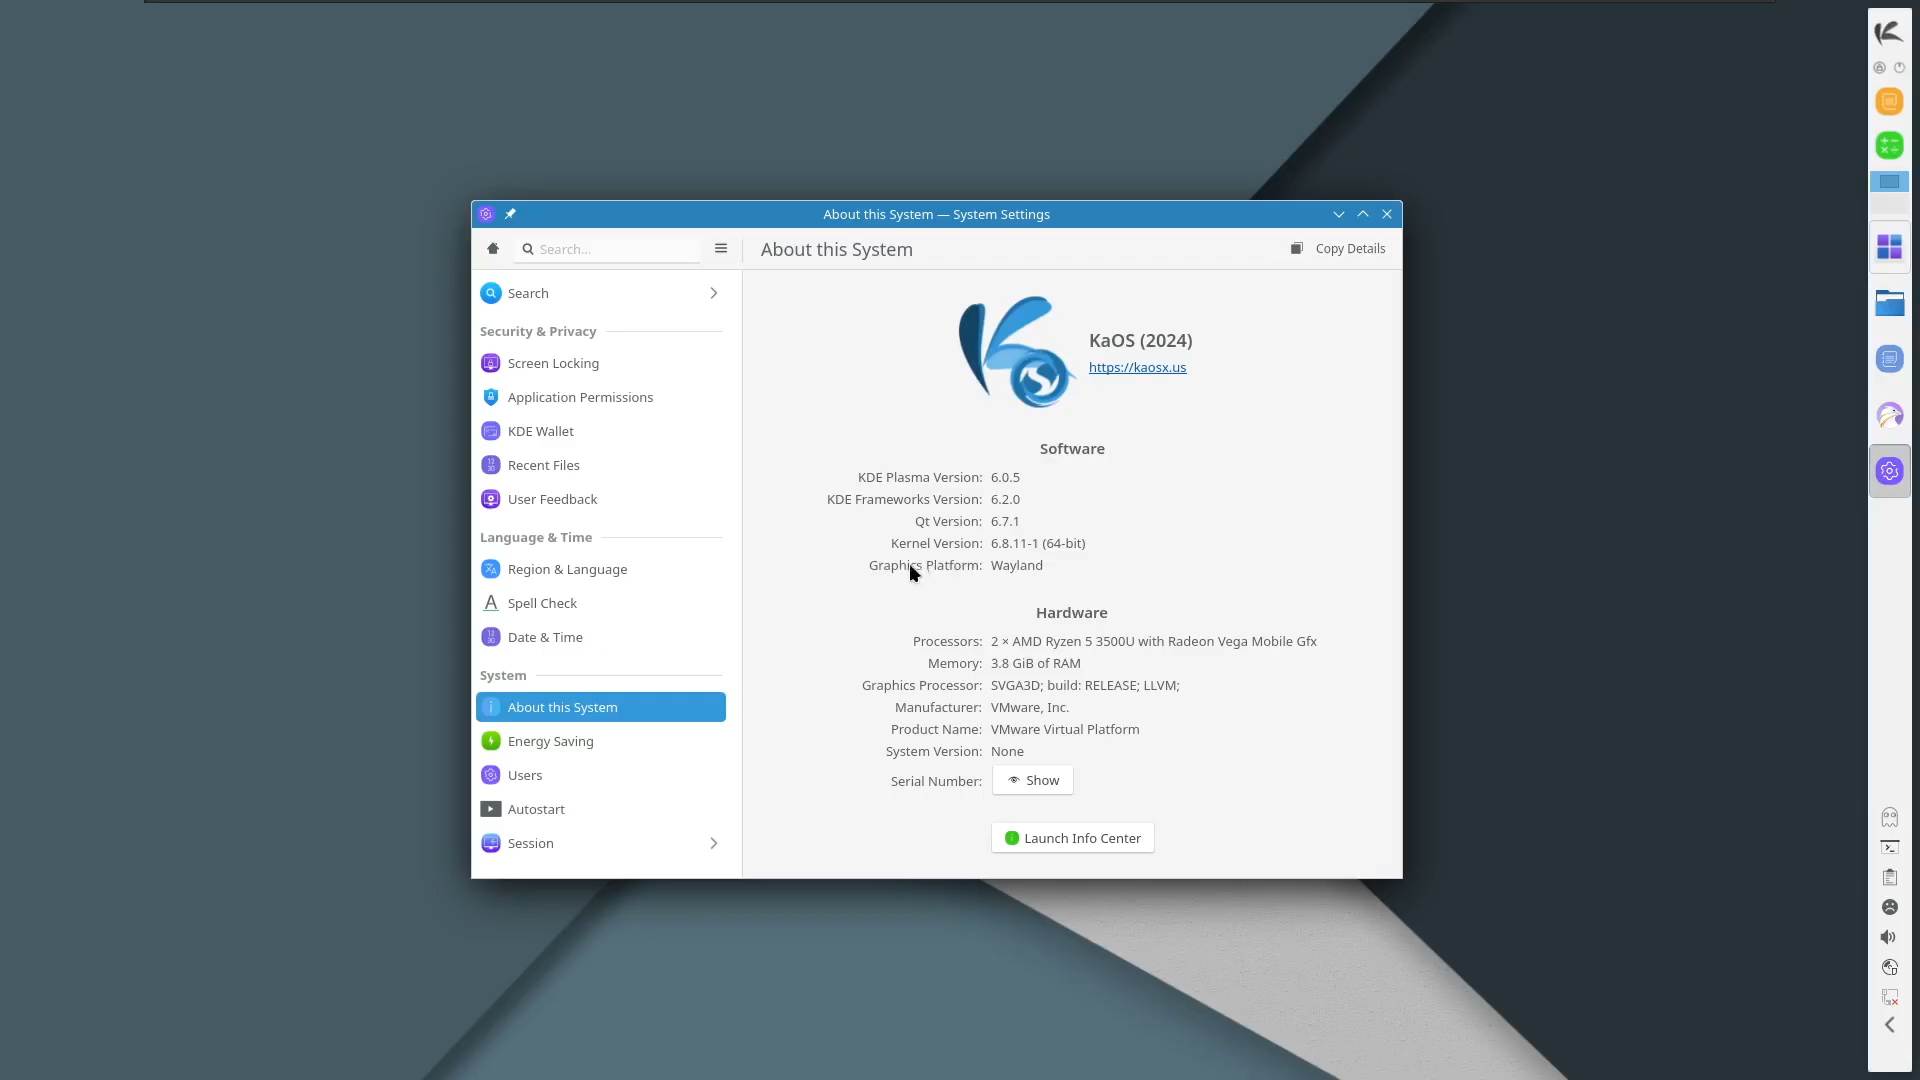 About this System — System Settings
Search...
About this System
Copy Details
Search
Security & Privacy
Screen Locking
Application Permissions
KDE Wallet
Recent Files
User Feedback
Language & Time
Region & Language
Spell Check
Date & Time
System
About this System
Energy Saving
Users
Autostart
Session
KaOS (2024)
https://kaosx.us
Software
KDE Plasma Version: 6.0.5
KDE Frameworks Version: 6.2.0
Qt Version: 6.7.1
Kernel Version: 6.8.11-1 (64-bit)
Graphics Platform: Wayland
Hardware
Processors: 2 × AMD Ryzen 5 3500U with Radeon Vega Mobile Gfx
Memory: 3.8 GiB of RAM
Graphics Processor: SVGA3D; build: RELEASE; LLVM;
Manufacturer: VMware, Inc.
Product Name: VMware Virtual Platform
System Version: None
Serial Number: Show
Launch Info Center